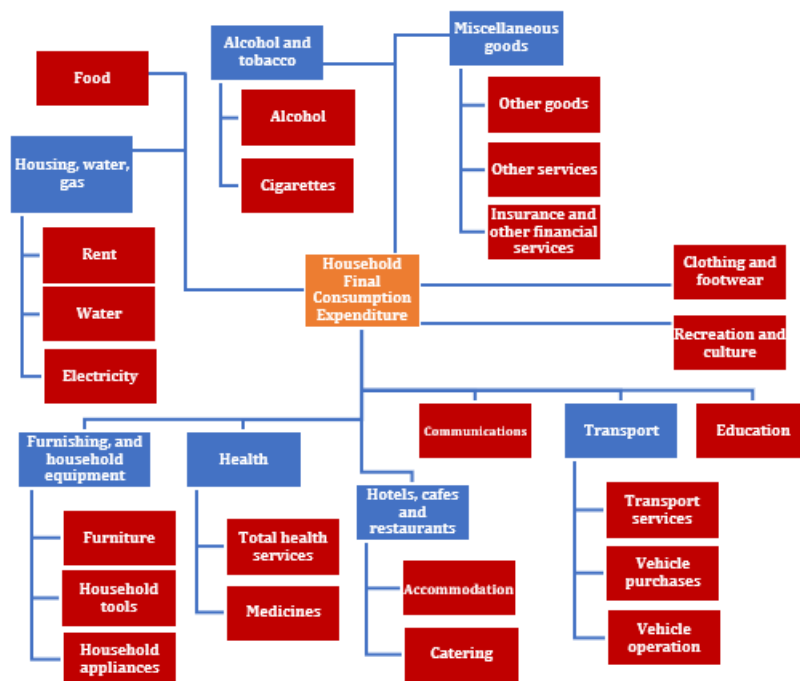 Food
Alcohol and
tobacco
Alcohol
Cigarettes
Miscellaneous
goods
Other goods
Other services
Insurance and
other financial
services
Housing, water,
gas
Rent
Water
Electricity
Household
Final
Consumption
Expenditure
Clothing and
footwear
Recreation and
culture
Furnishing, and
household
equipment
Furniture
Household
tools
Household
appliances
Health
Total health
services
Medicines
Hotels, cafes
and
restaurants
Accommodation
Catering
Communications
Transport
Transport
services
Vehicle
purchases
Vehicle
operation
Education